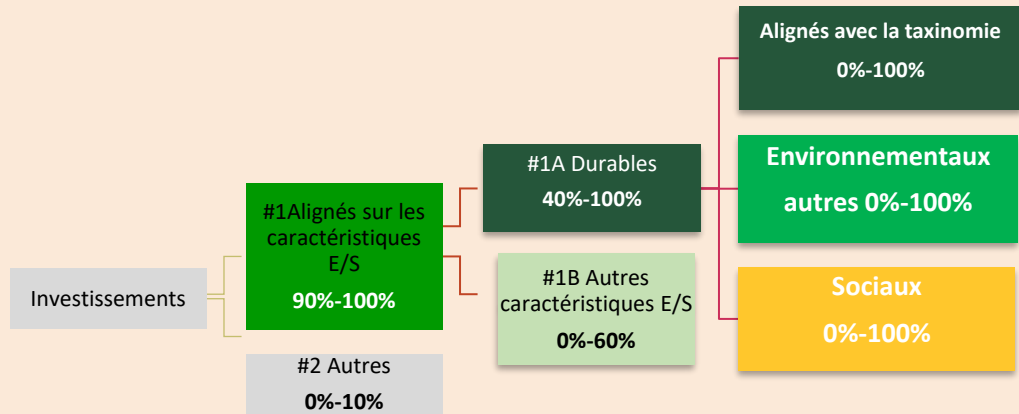 Investissements
#1Alignés sur les
caractéristiques
E/S
90%-100%
#2 Autres
0%-10%
#1A Durables
40%-100%
#1B Autres
caractéristiques E/S
0%-60%
Alignés avec la taxinomie
0%-100%
Environnementaux
autres 0%-100%
Sociaux
0%-100%